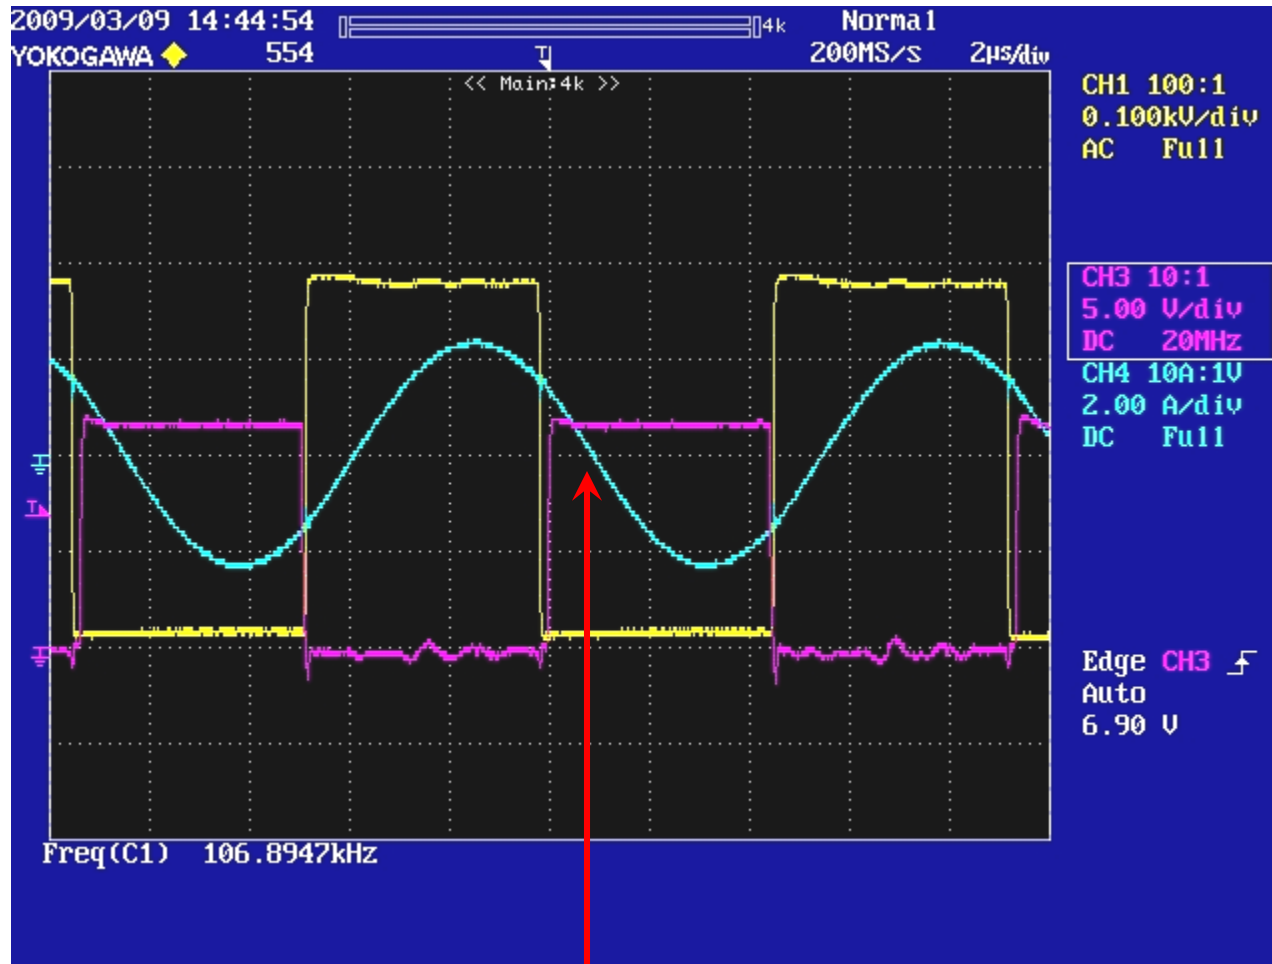 2009/03/09 14:44:54
4k
Normal
YOKOGAWA
554
T
200MS/s
2µs/div
<< Main:4k >>
CH1 100:1
0.100kV/div
AC Full
CH3 10:1
5.00 V/div
DC 20MHz
CH4 10A:1V
2.00 A/div
DC Full
T
Edge CH3
Auto
6.90 V
Freq(C1) 106.8947kHz